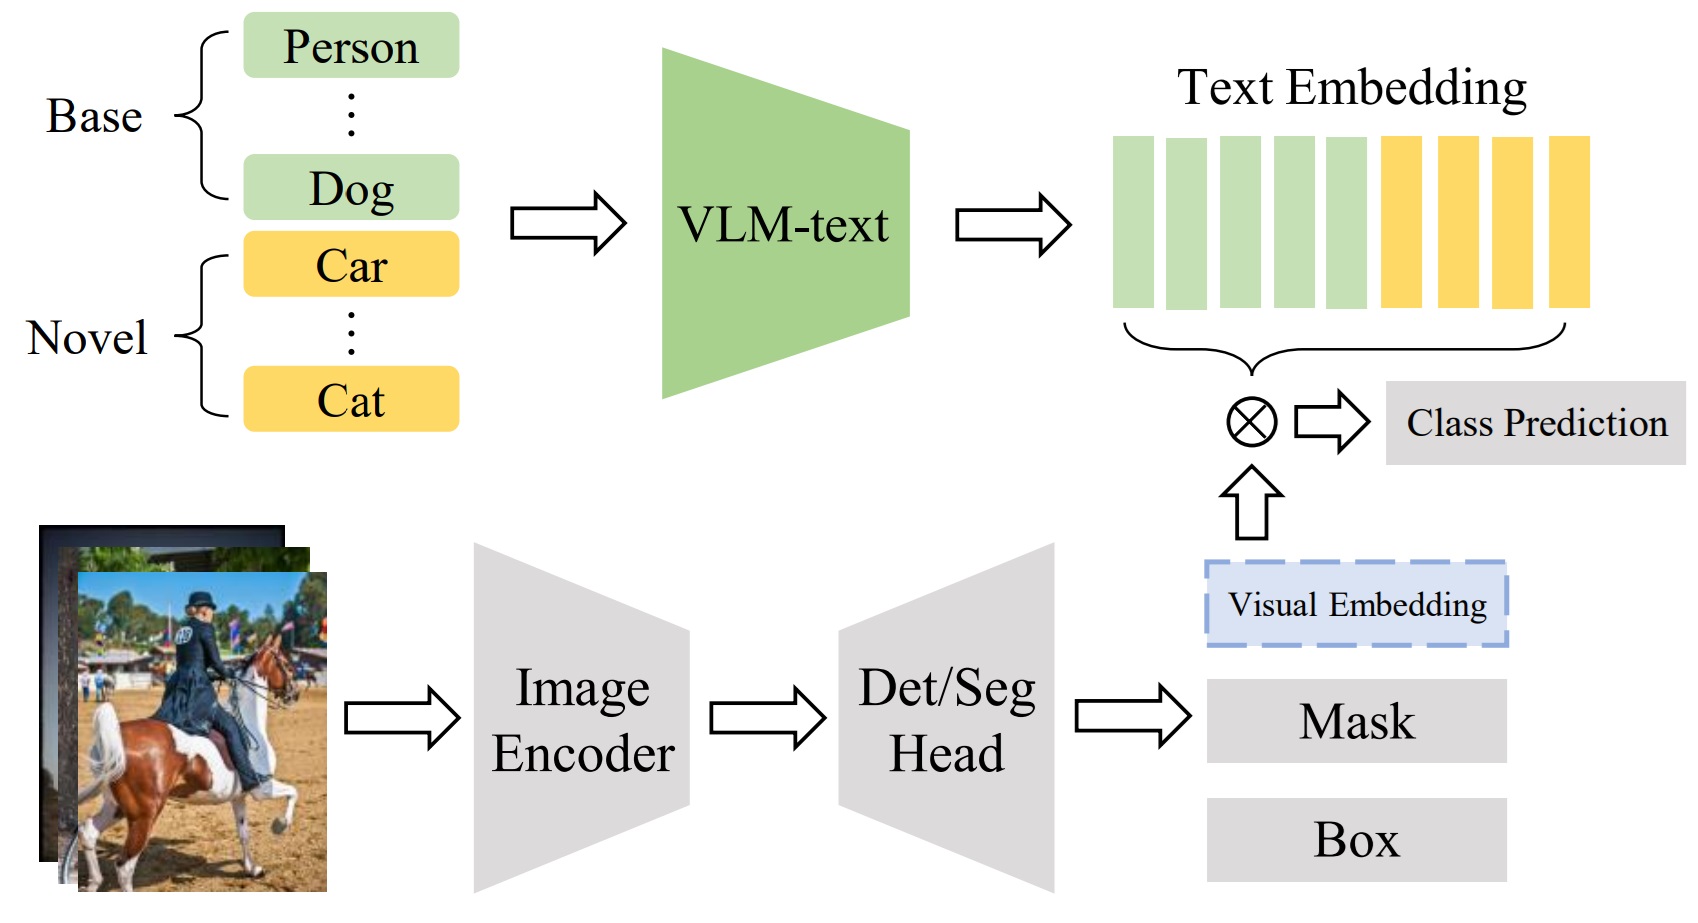 Base
Person
Dog
Novel
Car
Cat
VLM-text
Text Embedding
Class Prediction
Image
Encoder
Det/Seg
Head
Visual Embedding
Mask
Box